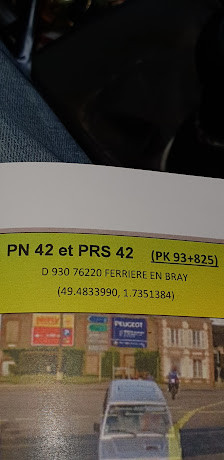 PN 42 et PRS 42 (PK 93+825)
D 930 76220 FERRIERE EN BRAY
(49.4833990, 1.7351384)
PEUGEOT